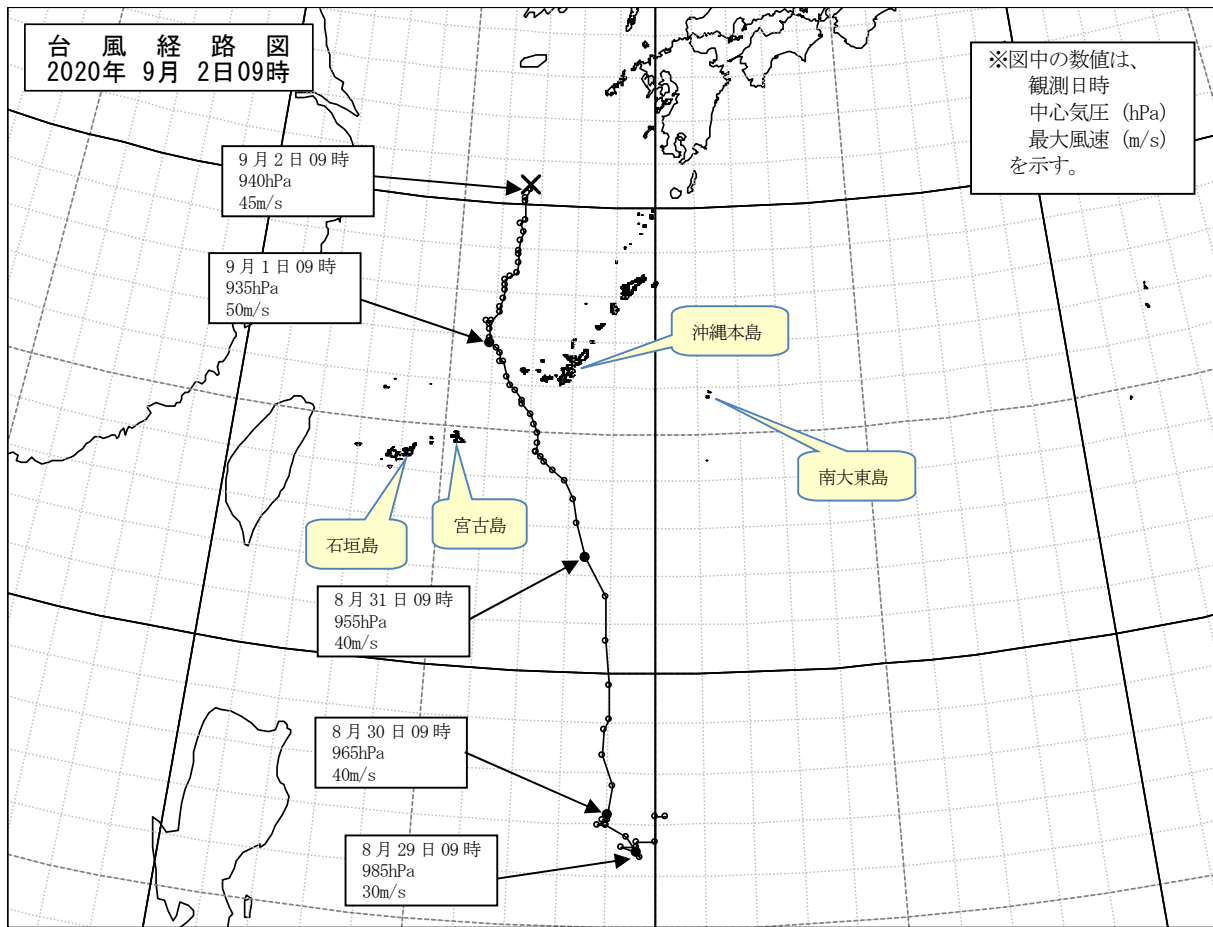 台風経路図
2020年 9月 2日09時
※図中の数値は、
観測日時
中心気圧 (hPa)
最大風速 (m/s)
を示す。
9月2日09時
940hPa
45m/s
9月1日09時
935hPa
50m/s
沖縄本島
南大東島
宮古島
石垣島
8月31日09時
955hPa
40m/s
8月30日09時
965hPa
40m/s
8月29日09時
985hPa
30m/s